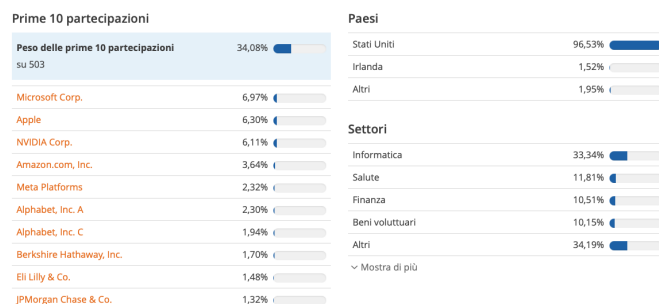 Prime 10 partecipazioni
Peso delle prime 10 partecipazioni 34,08%
su 503
Microsoft Corp. 6,97%
Apple 6,30%
NVIDIA Corp. 6,11%
Amazon.com, Inc. 3,64%
Meta Platforms 2,32%
Alphabet, Inc. A 2,30%
Alphabet, Inc. C 1,94%
Berkshire Hathaway, Inc. 1,70%
Eli Lilly & Co. 1,48%
JPMorgan Chase & Co. 1,32%
Paesi
Stati Uniti 96,53%
Irlanda 1,52%
Altri 1,95%
Settori
Informatica 33,34%
Salute 11,81%
Finanza 10,51%
Beni voluttuari 10,15%
Altri 34,19%
Mostra di più